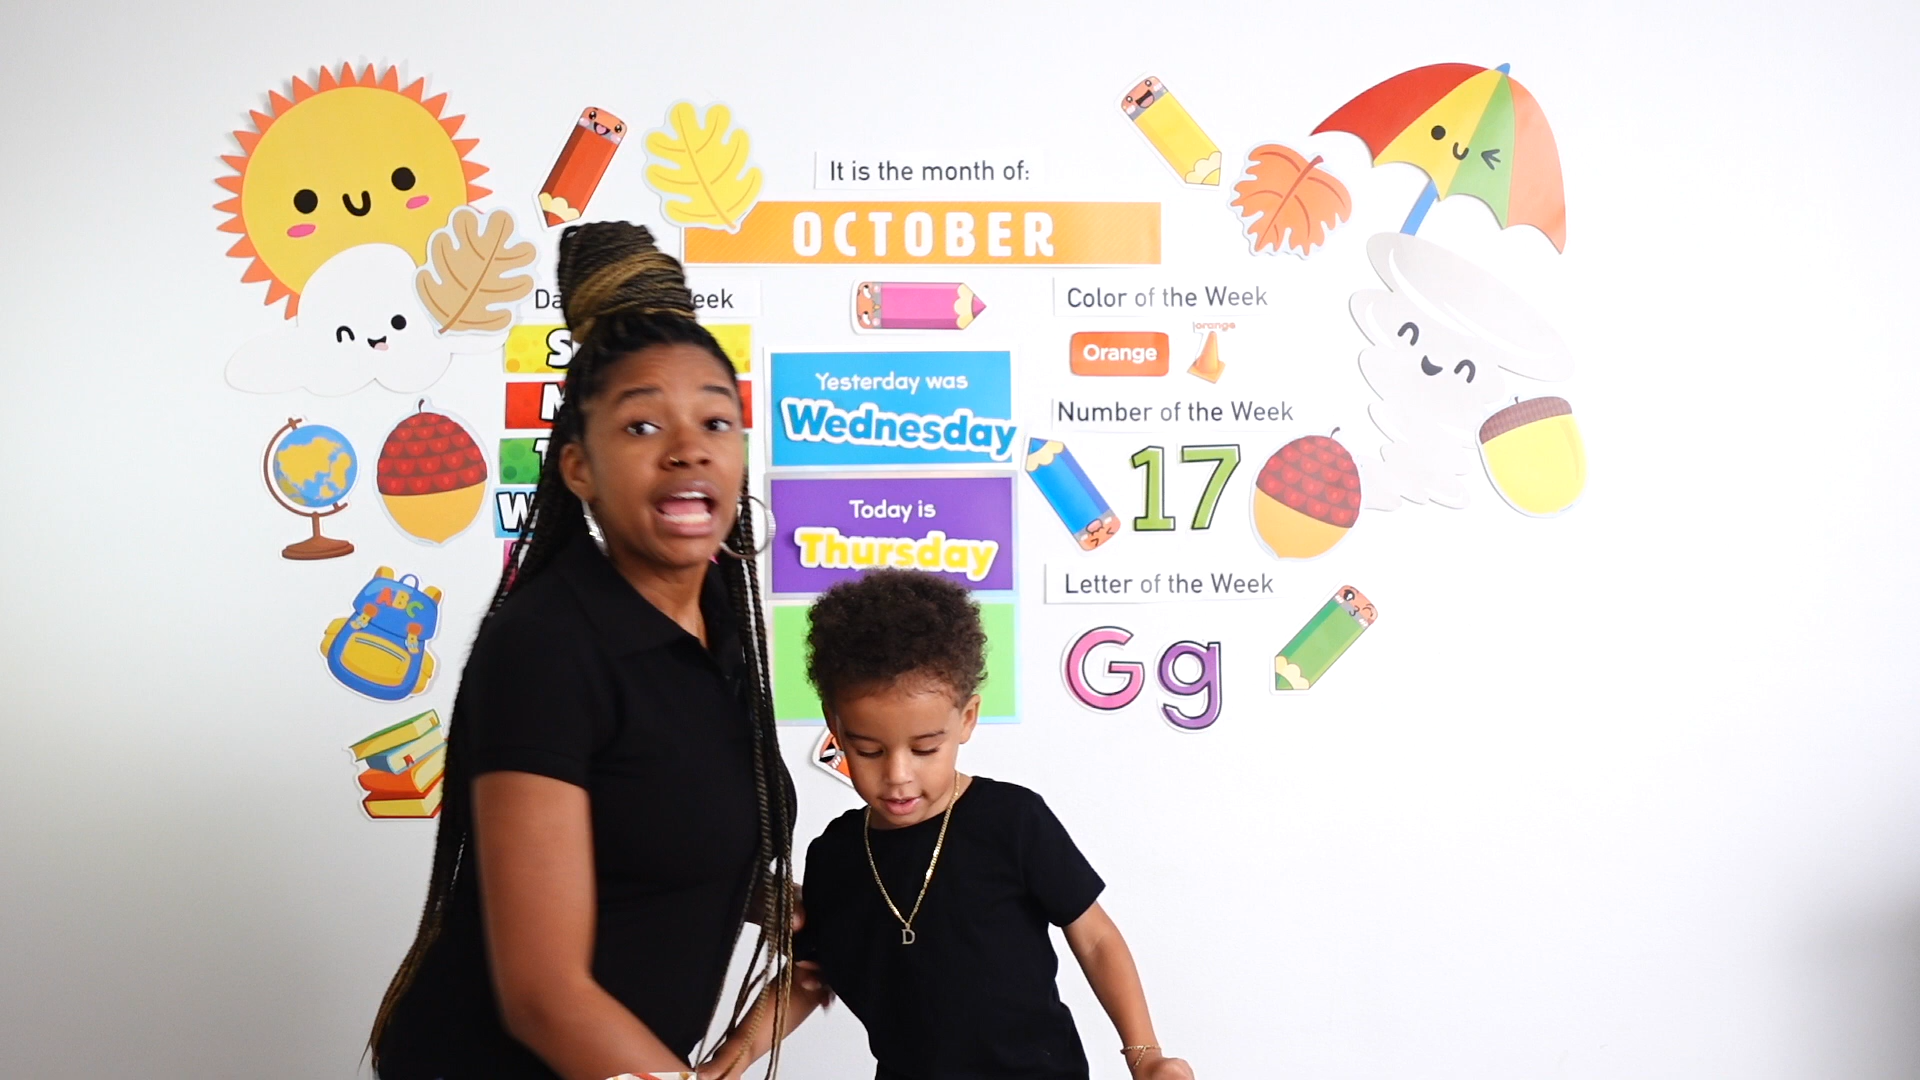 It is the month of:
OCTOBER
eek
W
Yesterday was
Wednesday
Today is
Thursday
Color of the Week
Orange
orange
Number of the Week
17
Letter of the Week
Gg
ABC
D